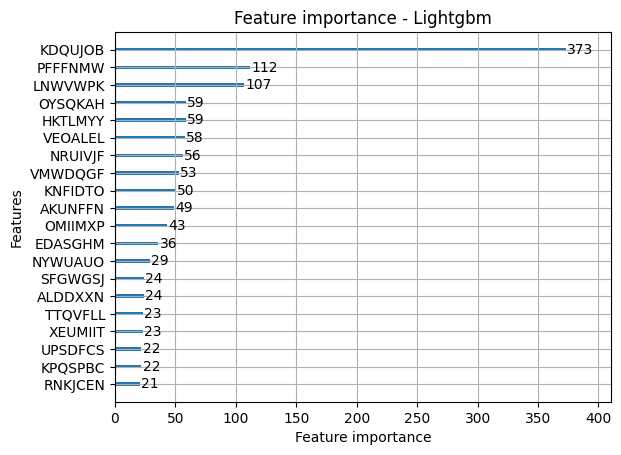 Feature importance - Lightgbm
Features
KDQUJOB 373
PFFFNMW 112
LNWVWPK 107
OYSQKAH 59
HKTLMYY 59
VEOALEL 58
NRUIVJF 56
VMWDQGF 53
KNFIDTO 50
AKUNFFN 49
OMIIMXP 43
EDASGHM 36
NYWUAUO 29
SFGWGSJ 24
ALDDXXN 24
TTQVFLL 23
XEUMIIT 23
UPSDFCS 22
KPQSPBC 22
RNKJCEN 21
0 50 100 150 200 250 300 350 400
Feature importance